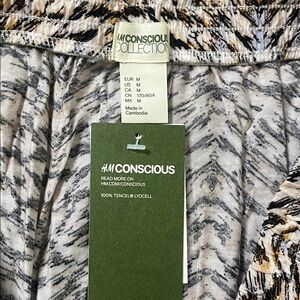 H&M CONSCIOUS
COLLECTION
EUR M
US M
CA M
CN 170/80A
MX M
Made in
Cambodia
H&M CONSCIOUS
READ MORE ON
HM.COM/CONSCIOUS
100% TENCEL® LYOCELL